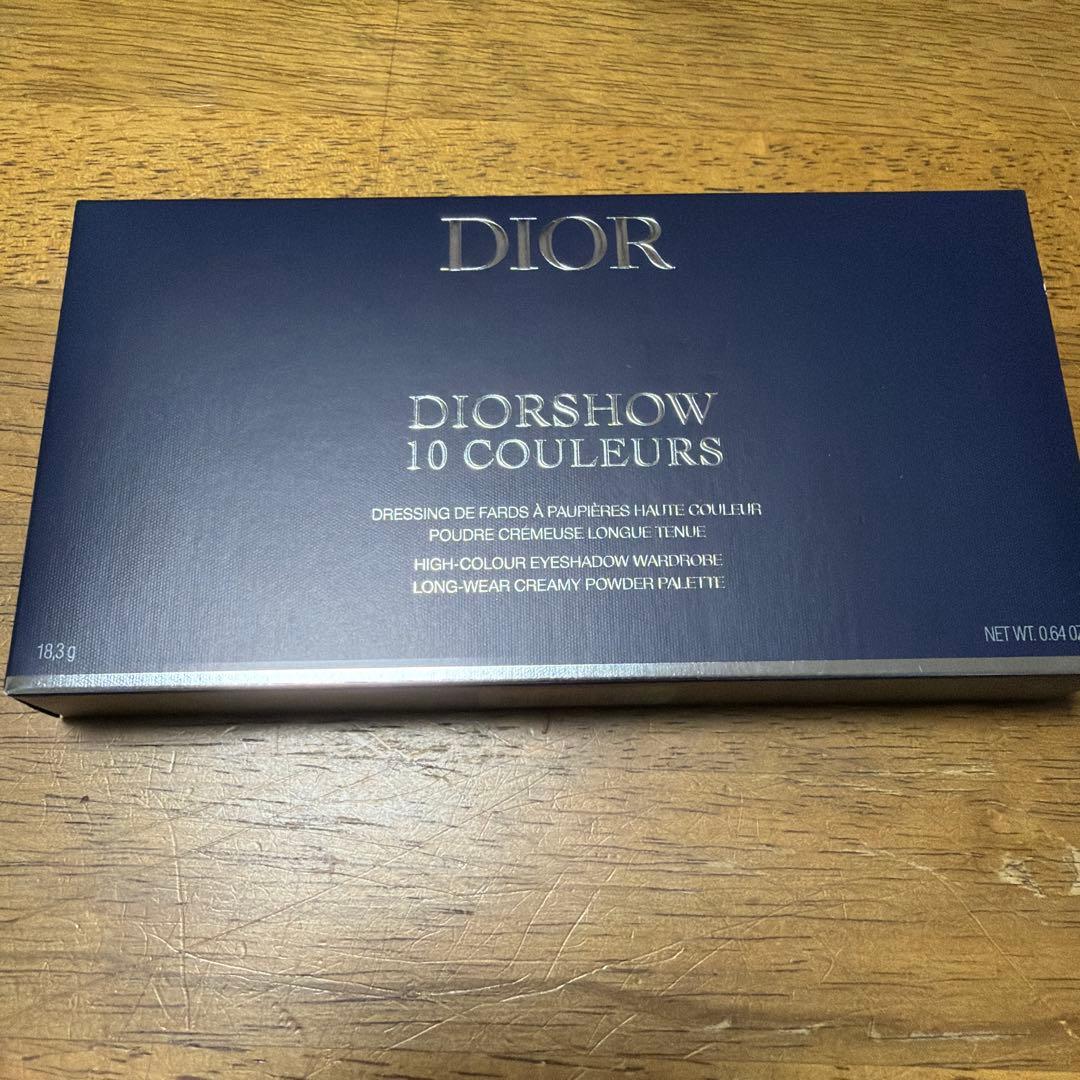 DIOR
DIORSHOW
10 COULEURS
DRESSING DE FARDS À PAUPIÈRES HAUTE COULEUR
POUDRE CRÉMEUSE LONGUE TENUE
HIGH-COLOUR EYESHADOW WARDROBE
LONG-WEAR CREAMY POWDER PALETTE
18,3 g
NET WT. 0.64 OZ